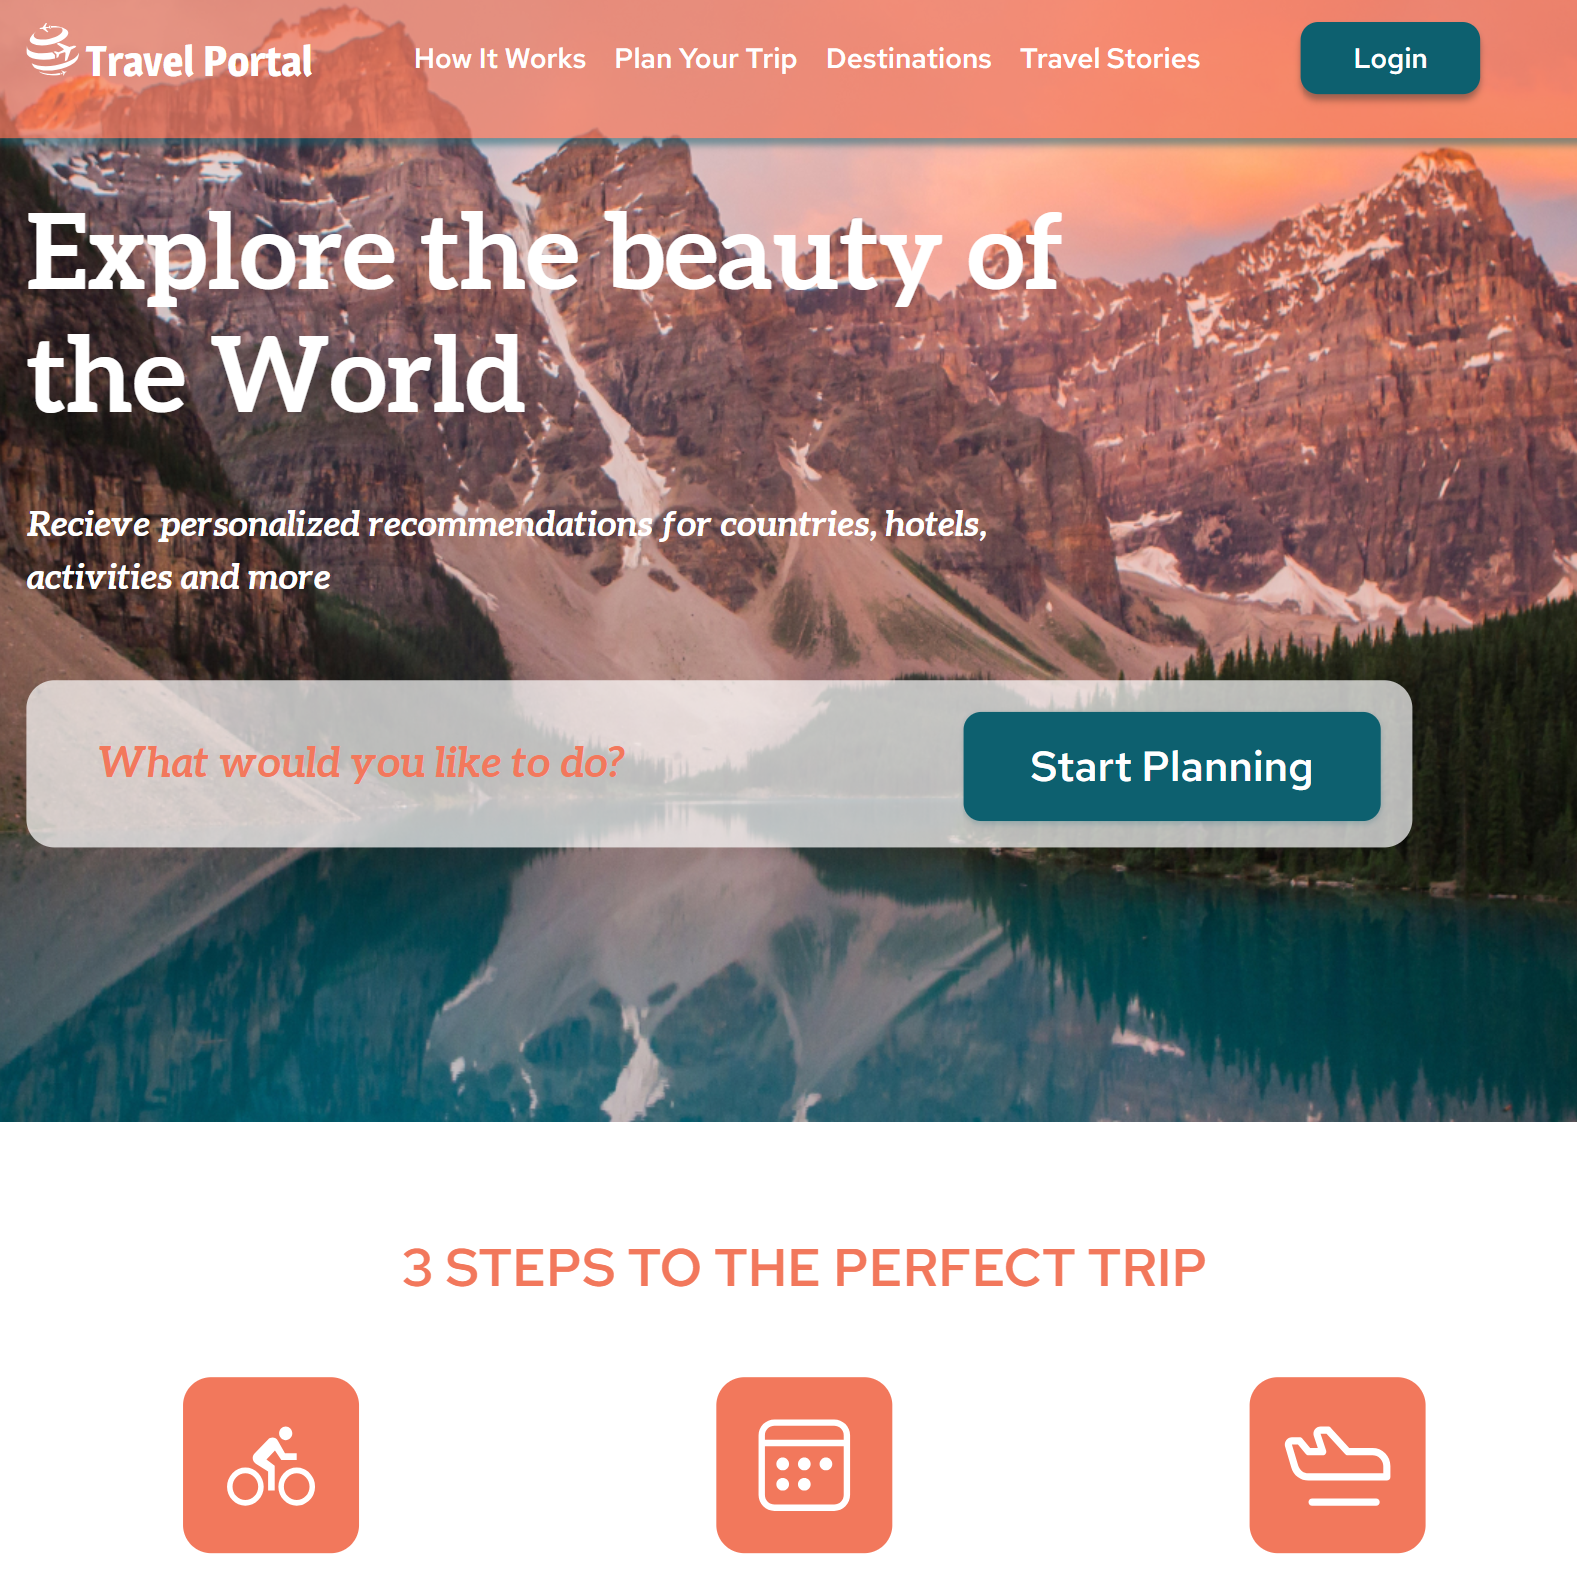 Travel Portal
How It Works Plan Your Trip Destinations Travel Stories
Login
Explore the beauty of
the World
Recieve personalized recommendations for countries, hotels,
activities and more
What would you like to do?
Start Planning
3 STEPS TO THE PERFECT TRIP